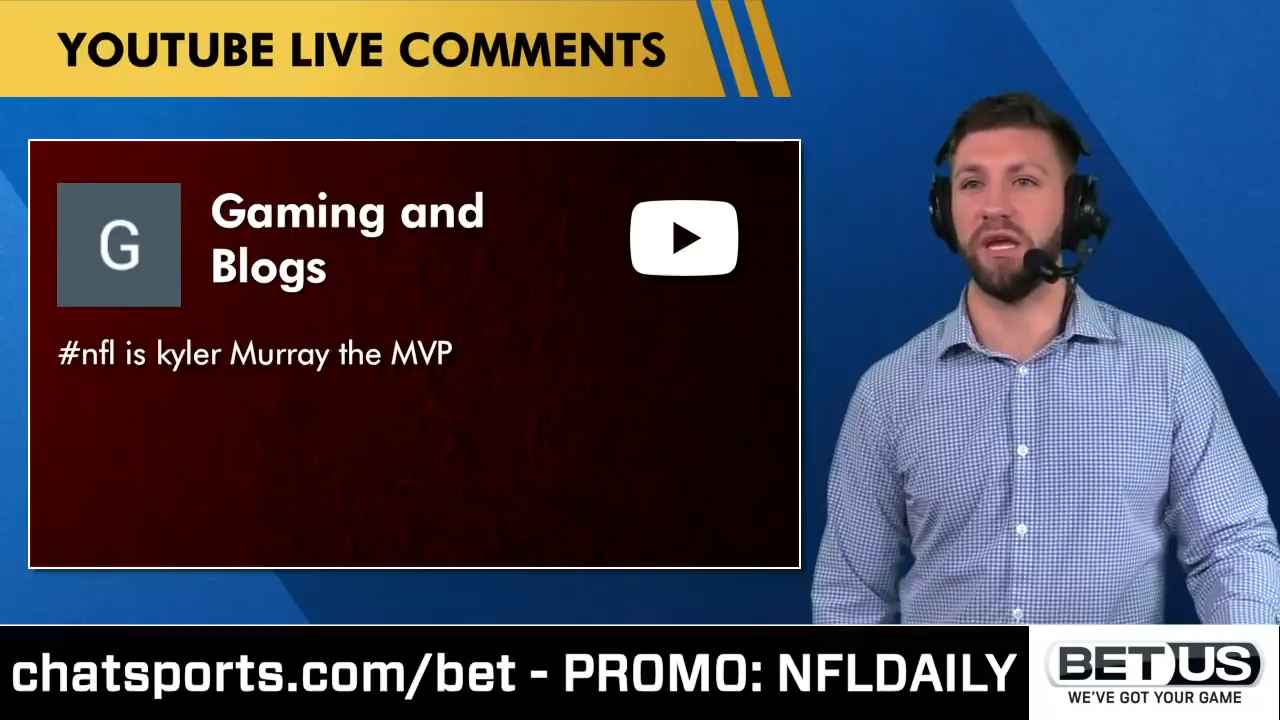 YOUTUBE LIVE COMMENTS
G
Gaming and
Blogs
#nfl is kyler Murray the MVP
chatsports.com/bet - PROMO: NFLDAILY
BETUS
WE'VE GOT YOUR GAME